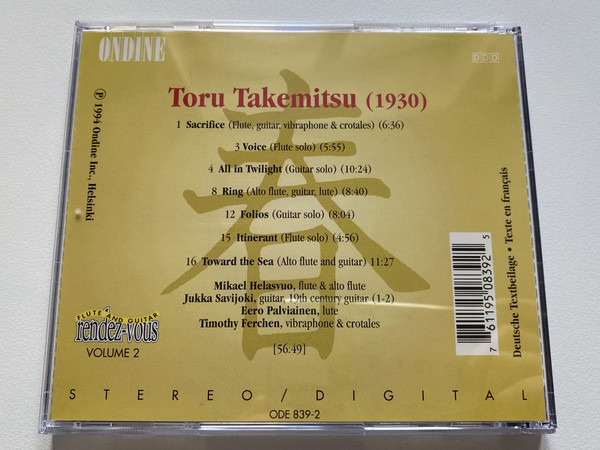 ONDINE
DDD
Toru Takemitsu (1930)
1 Sacrifice (Flute, guitar, vibraphone & crotales) (6:36)
3 Voice (Flute solo) (5:55)
4 All in Twilight (Guitar solo) (10:24)
8 Ring (Alto flute, guitar, lute) (8:40)
12 Folios (Guitar solo) (8:04)
15 Itinerant (Flute solo) (4:56)
16 Toward the Sea (Alto flute and guitar) 11:27
Mikael Helasvuo, flute & alto flute
Jukka Savijoki, guitar, 19th century guitar (1-2)
Eero Palviainen, lute
Timothy Ferchen, vibraphone & crotales
[56:49]
春
℗ 1994 Ondine Inc., Helsinki
FLUTE AND GUITAR
rendez-vous
VOLUME 2
7 61195 08392 5
Deutsche Textbeilage • Texte en français
STEREO/DIGITAL
ODE 839-2